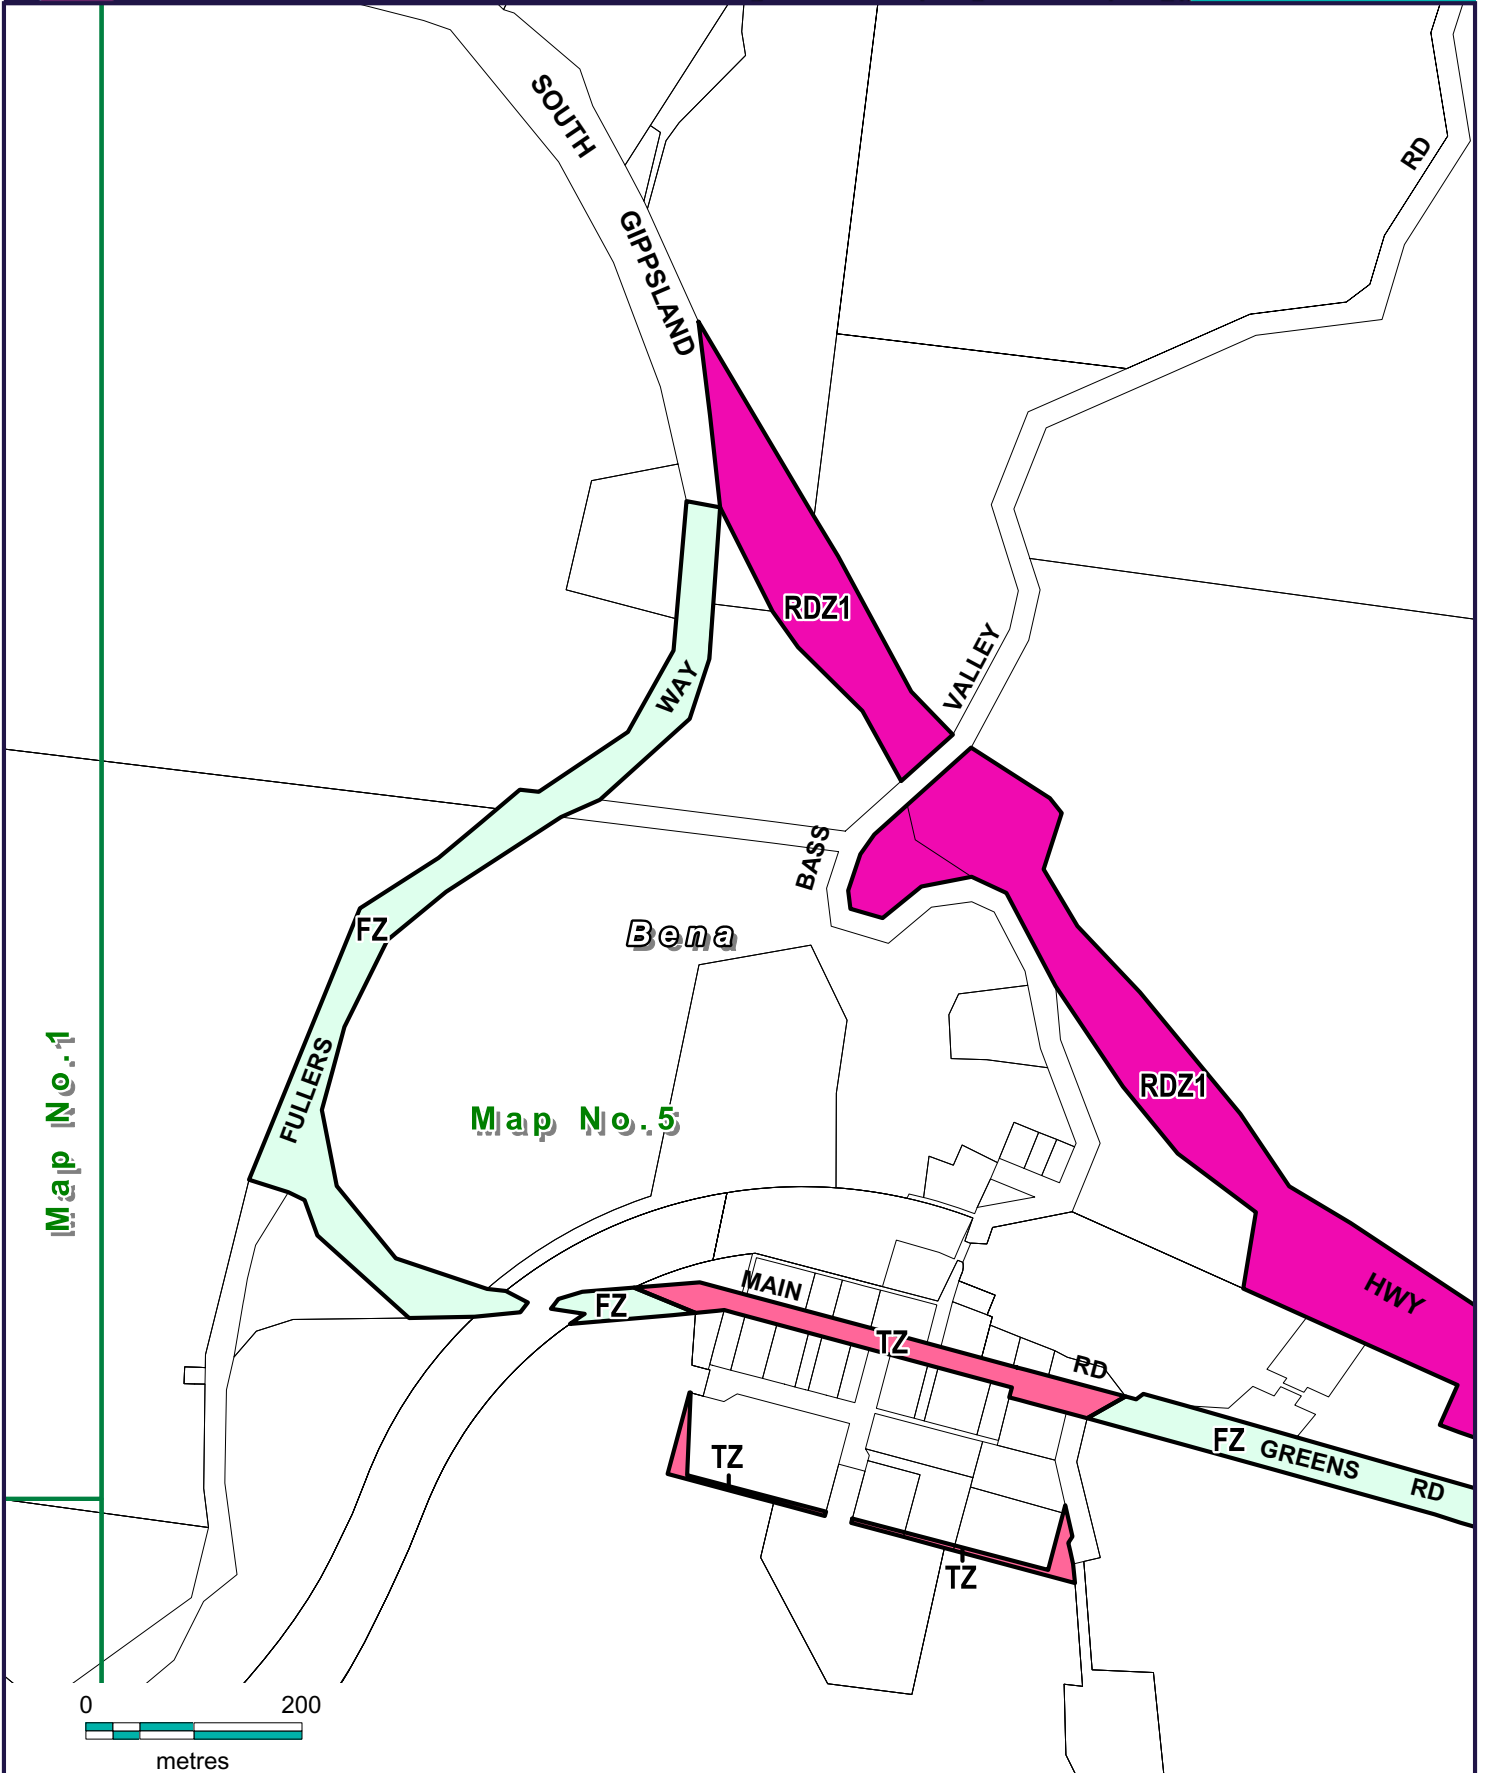 SOUTH
GIPPSLAND
RD
RDZ1
VALLEY
WAY
BASS
FZ
Bena
Map No.1
FULLERS
Map No.5
RDZ1
HWY
MAIN
FZ
TZ
RD
FZ
GREENS
RD
TZ
TZ
0
200
metres